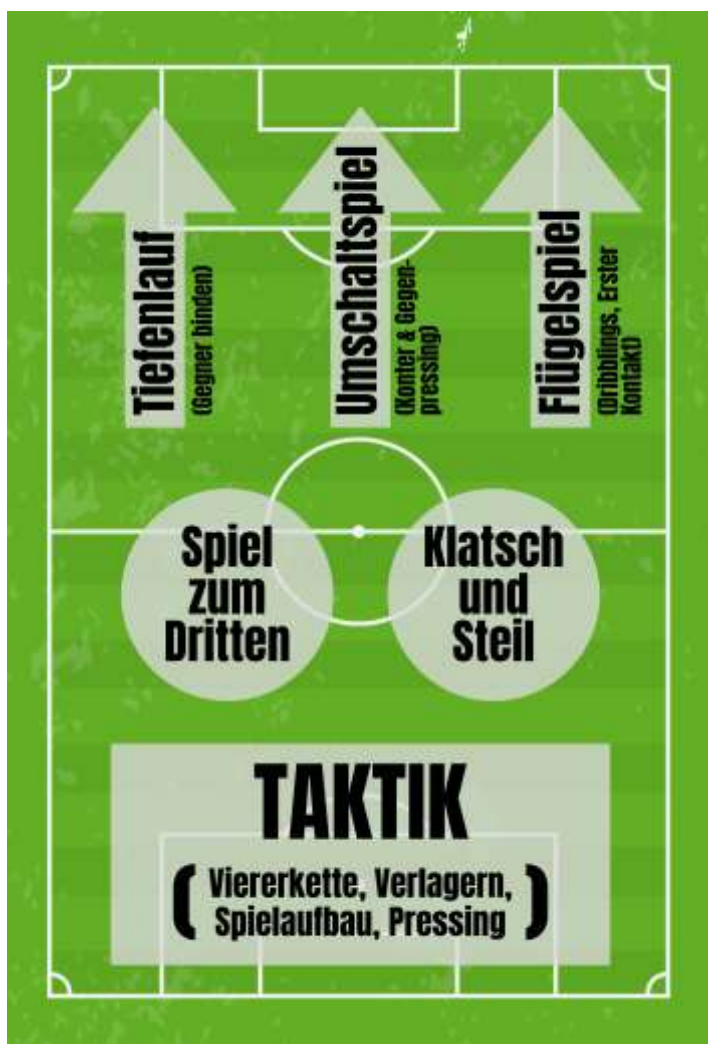 Tiefenlauf
(Gegner binden)
Umschaltspiel
(Konter & Gegen-
pressing)
Flügelspiel
(Dribblings, Erster
Kontakt)
Spiel
zum
Dritten
Klatsch
und
Steil
TAKTIK
( Viererkette, Verlagern,
Spielaufbau, Pressing )